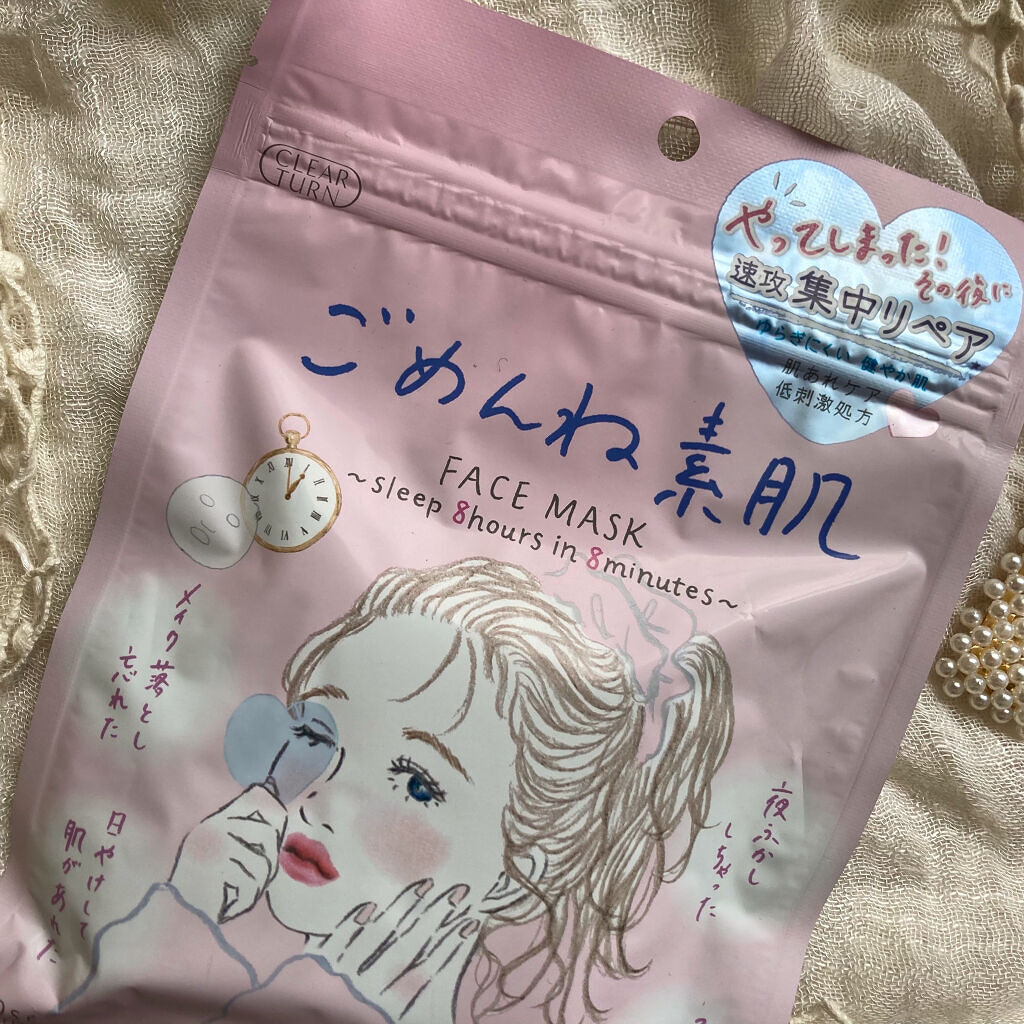 CLEAR
TURN
やってしまった!
その後に
速攻集中リペア
ゆらぎにくい 健やか肌
肌あれケア
低刺激処方
ごめんね素肌
FACE MASK
~sleep 8hours in 8minutes~
メイク落とし
忘れた
日やけして
肌があれた
夜ふかし
しちゃった